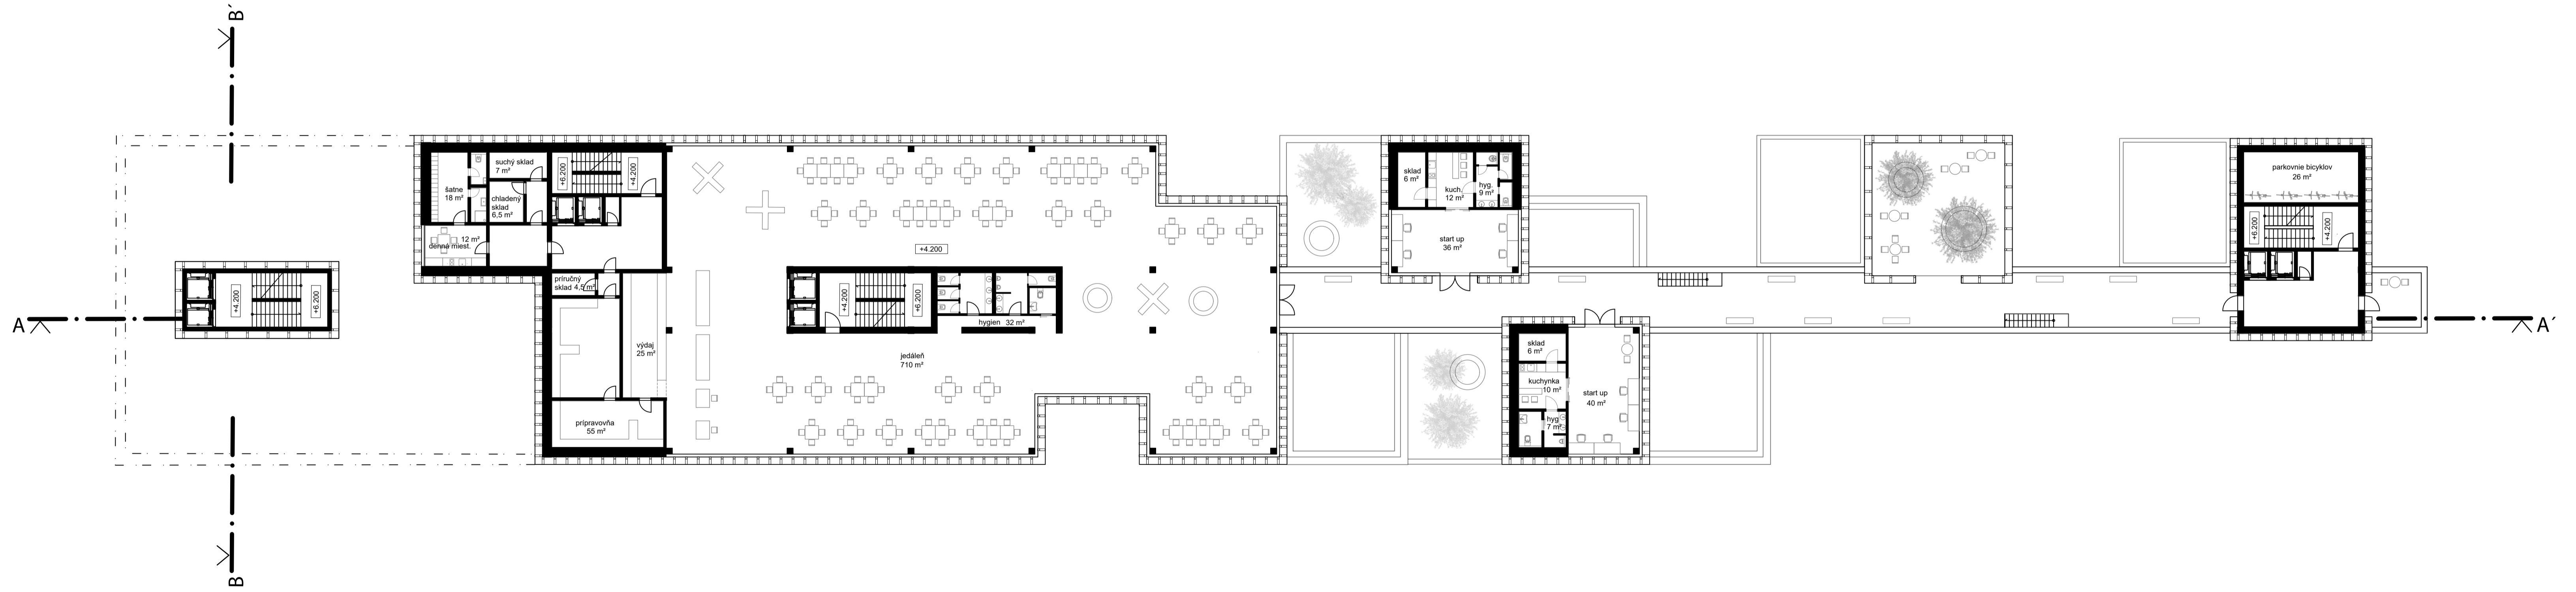 B´
suchý sklad
7 m²
šatne
18 m²
chladený
sklad
6,5 m²
+6.200
+4.200
12 m²
denná miest.
príručný
sklad 4,5 m²
výdaj
25 m²
prípravovňa
55 m²
+4.200
+6.200
A
+4.200
+4.200
+6.200
hygien 32 m²
jedáleň
710 m²
sklad
6 m²
kuch.
12 m²
hyg.
9 m²
start up
36 m²
sklad
6 m²
kuchynka
10 m²
hyg
7 m²
start up
40 m²
parkovnie bicyklov
26 m²
+6.200
+4.200
A´
B